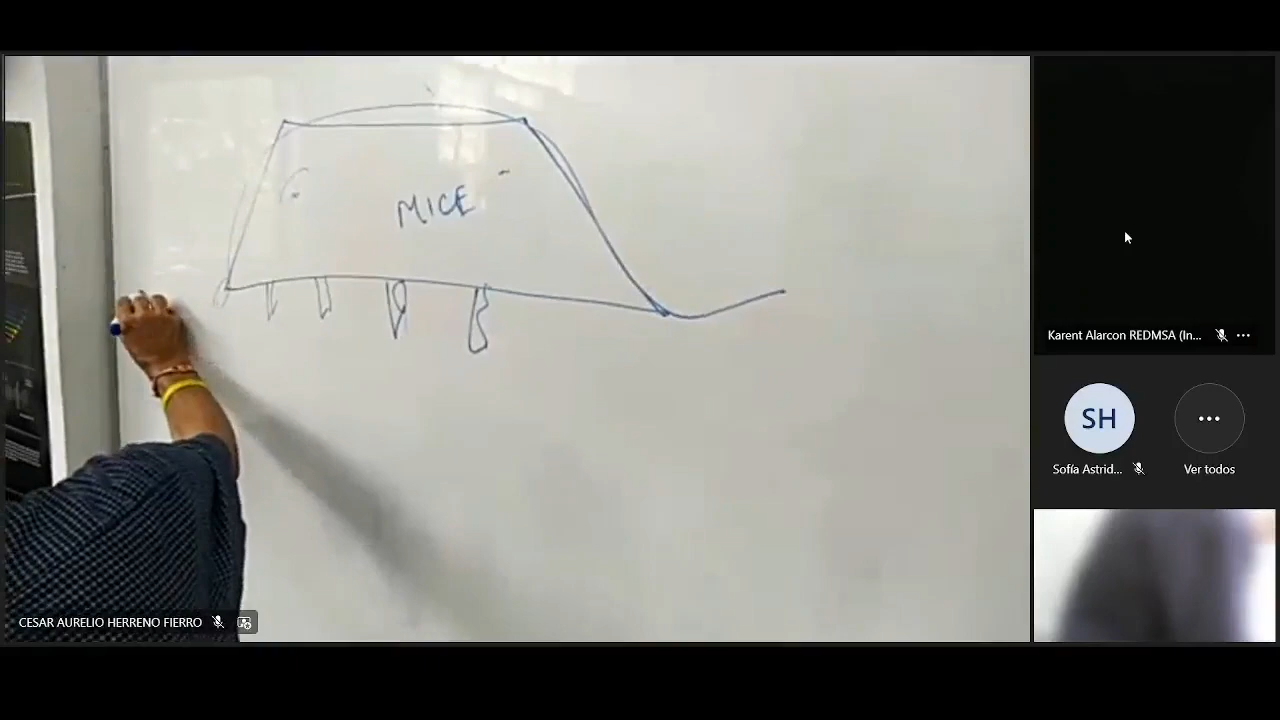 MICE
Karent Alarcon REDMSA (In...
SH
Sofía Astrid...
Ver todos
CESAR AURELIO HERRENO FIERRO